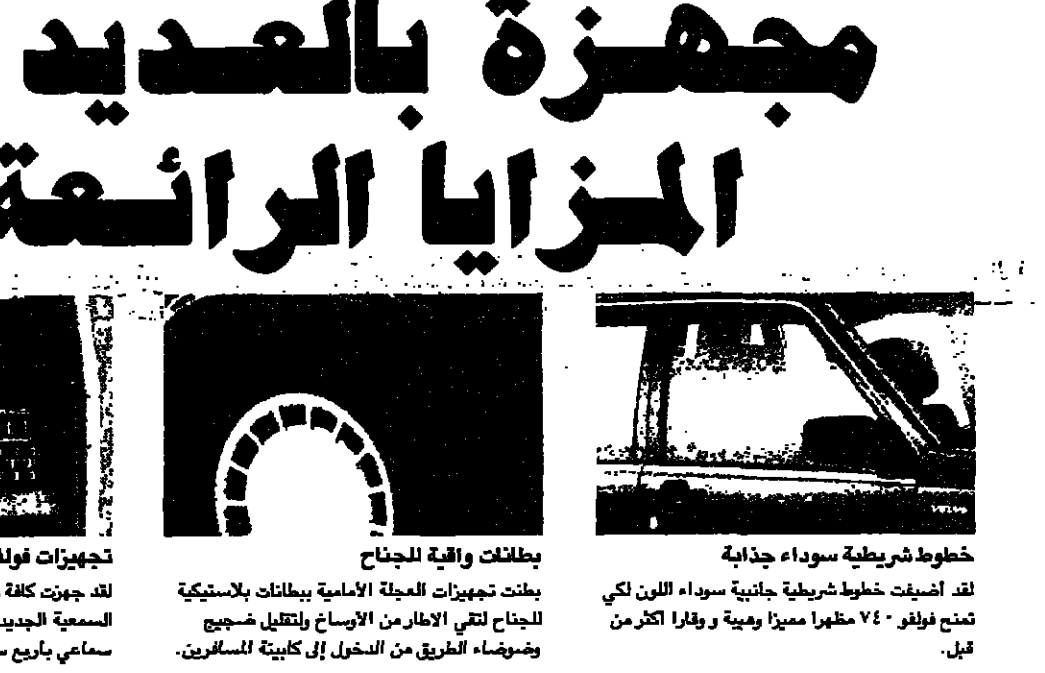 مجهزة بالعديد
المزايا الرائعة
خطوط شريطية سوداء جذابة
لقد أضيفت خطوط شريطية جانبية سوداء اللون لكي
تمنح فولفو ٧٤٠ مظهرا مميزا وهيبة و وقارا اكثر من
قبل.
بطانات واقية للجناح
بطنت تجهيزات العجلة الأمامية ببطانات بلاستيكية
للجناح لتقي الاطار من الأوساخ ولتقليل ضجيج
وضوضاء الطريق من الدخول إلى كابينة المسافرين.
تجهيزات فولف
لقد جهزت كافة
السمعية الجديد
سماعي بأربع س